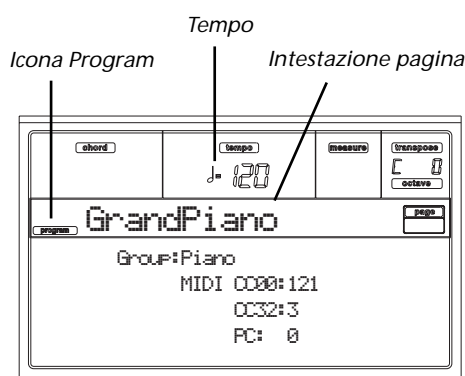 Tempo
Icona Program
Intestazione pagina
chord
tempo
measure
transpose
♩= 120
C 0
octave
program
GrandPiano
page
Group:Piano
MIDI CC00:121
CC32:3
PC: 0